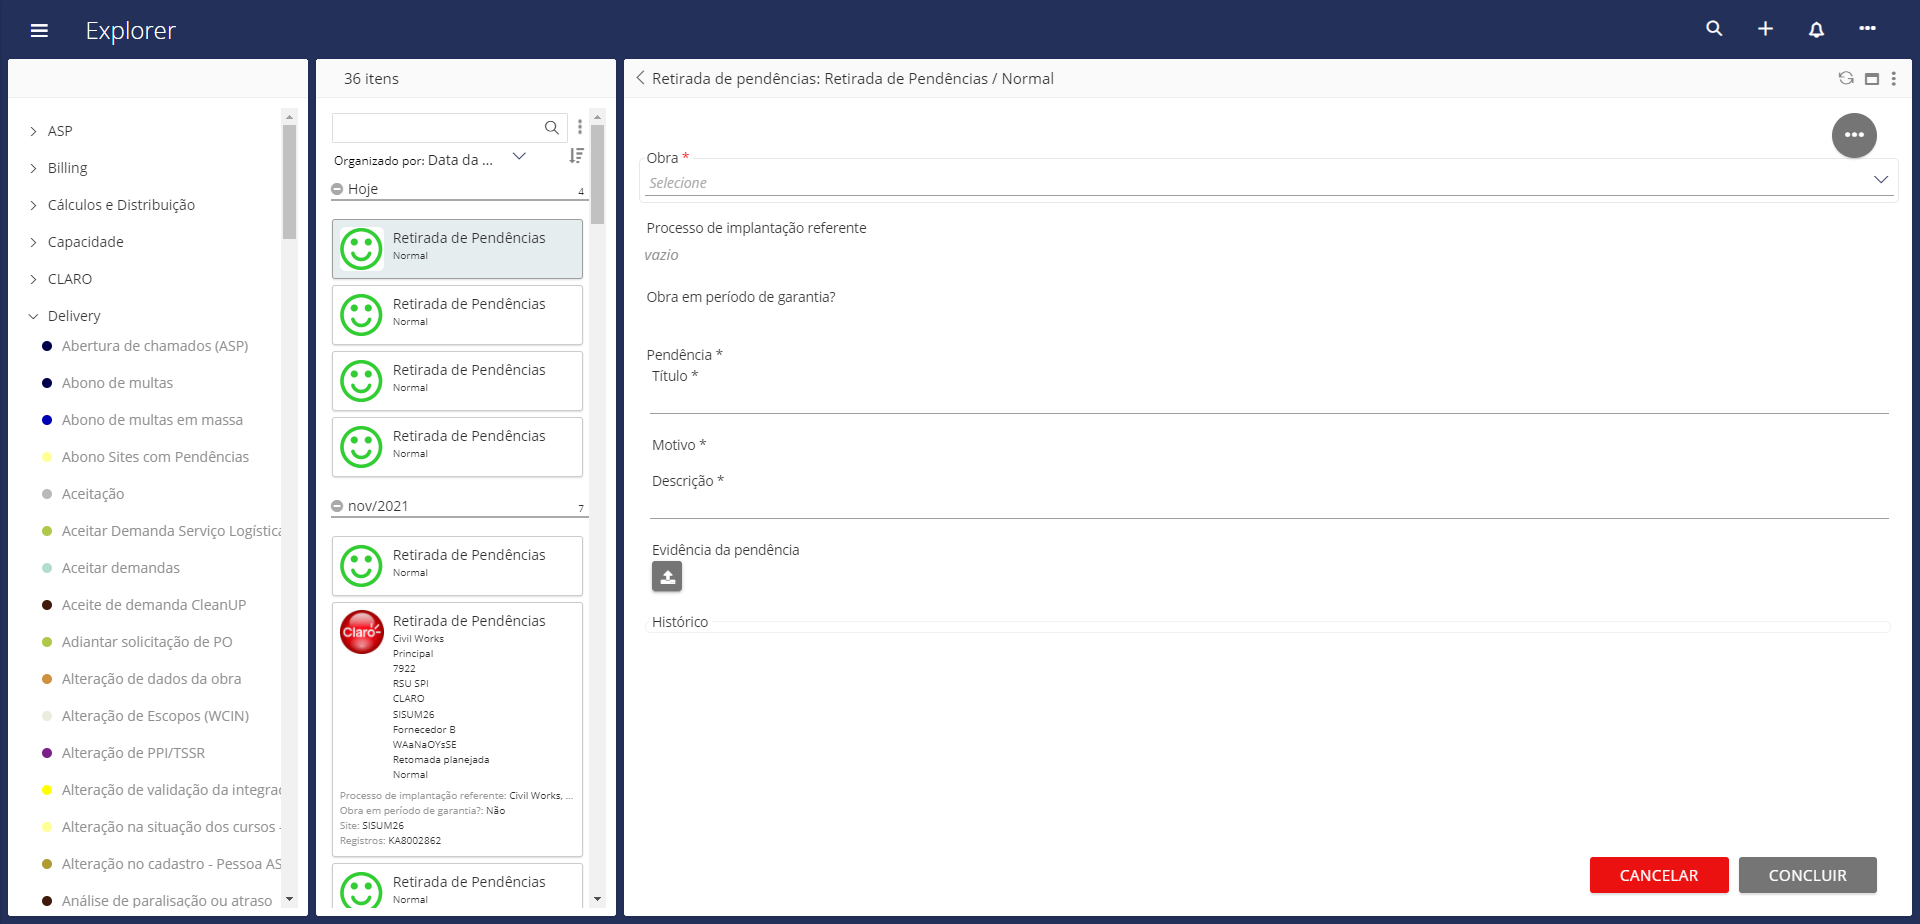 Explorer
ASP
Billing
Cálculos e Distribuição
Capacidade
CLARO
Delivery
Abertura de chamados (ASP)
Abono de multas
Abono de multas em massa
Abono Sites com Pendências
Aceitação
Aceitar Demanda Serviço Logística
Aceitar demandas
Aceite de demanda CleanUP
Adiantar solicitação de PO
Alteração de dados da obra
Alteração de Escopos (WCIN)
Alteração de PPI/TSSR
Alteração de validação da integrac
Alteração na situação dos cursos -
Alteração no cadastro - Pessoa AS
Análise de paralisação ou atraso
36 itens
Organizado por: Data da ...
Hoje 4
Retirada de Pendências
Normal
Retirada de Pendências
Normal
Retirada de Pendências
Normal
Retirada de Pendências
Normal
nov/2021 7
Retirada de Pendências
Normal
Claro
Retirada de Pendências
Civil Works
Principal
7922
RSU SPI
CLARO
SISUM26
Fornecedor B
WAaNaOYsSE
Retomada planejada
Normal
Processo de implantação referente: Civil Works, ...
Obra em período de garantia?: Não
Site: SISUM26
Registros: KA8002862
Retirada de Pendências
Normal
Retirada de pendências: Retirada de Pendências / Normal
Obra *
Selecione
Processo de implantação referente
vazio
Obra em período de garantia?
Pendência *
Título *
Motivo *
Descrição *
Evidência da pendência
Histórico
CANCELAR CONCLUIR